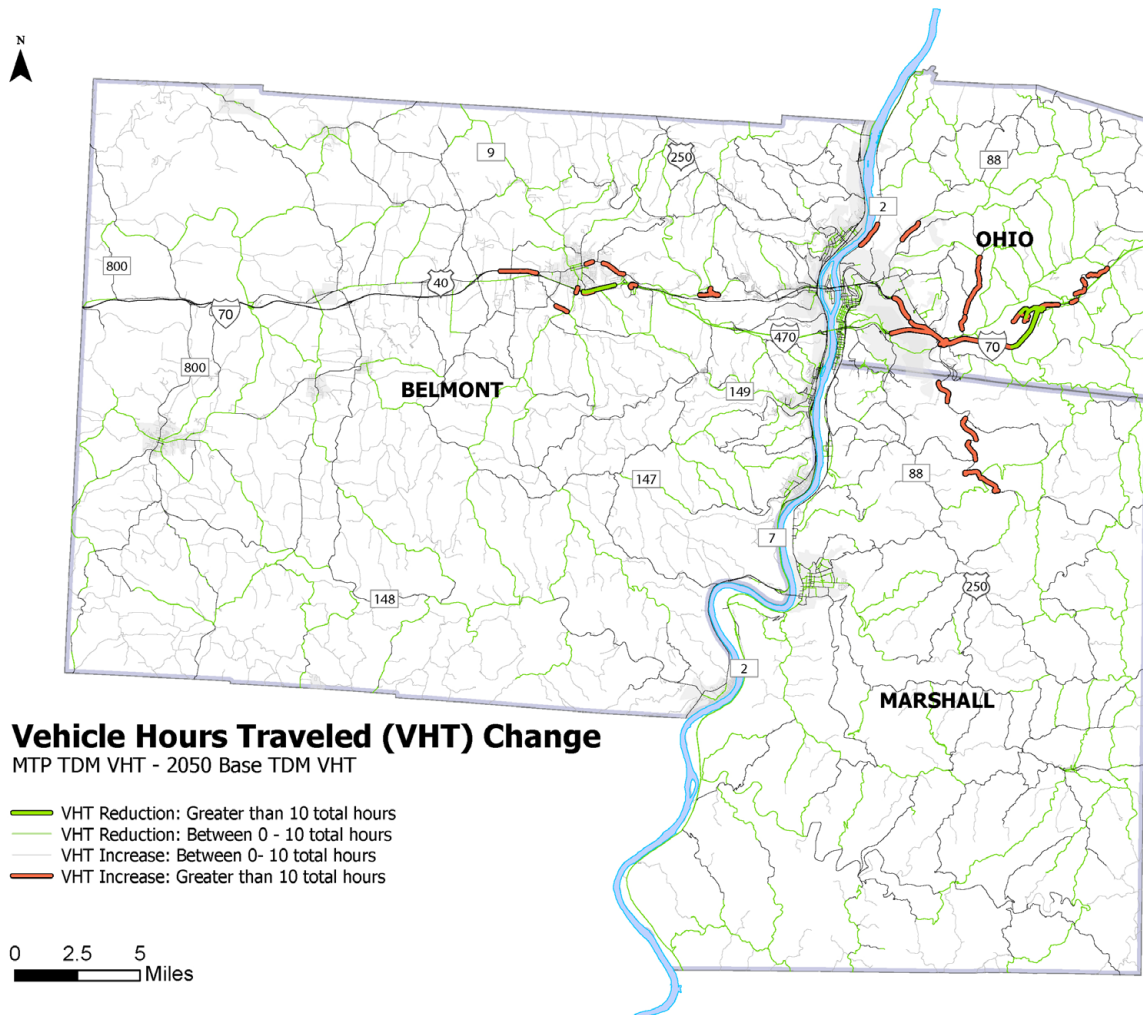 N
2
88
9
250
OHIO
800
40
70
470
70
800
BELMONT
149
147
88
7
148
250
2
MARSHALL
Vehicle Hours Traveled (VHT) Change
MTP TDM VHT - 2050 Base TDM VHT
VHT Reduction: Greater than 10 total hours
VHT Reduction: Between 0 - 10 total hours
VHT Increase: Between 0- 10 total hours
VHT Increase: Greater than 10 total hours
0 2.5 5
Miles